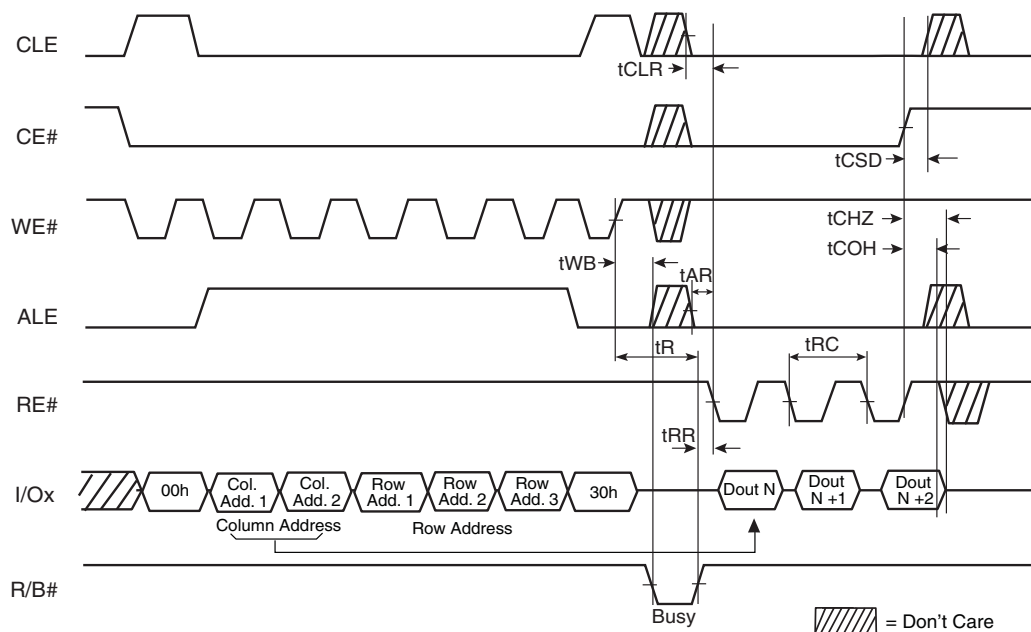 CLE
tCLR
CE#
tCSD
WE#
tCHZ
tCOH
tWB
tAR
ALE
tR
tRC
RE#
tRR
I/Ox
00h
Col.
Add. 1
Col.
Add. 2
Row
Add. 1
Row
Add. 2
Row
Add. 3
30h
Dout N
Dout
N +1
Dout
N +2
Column Address
Row Address
R/B#
Busy
= Don't Care